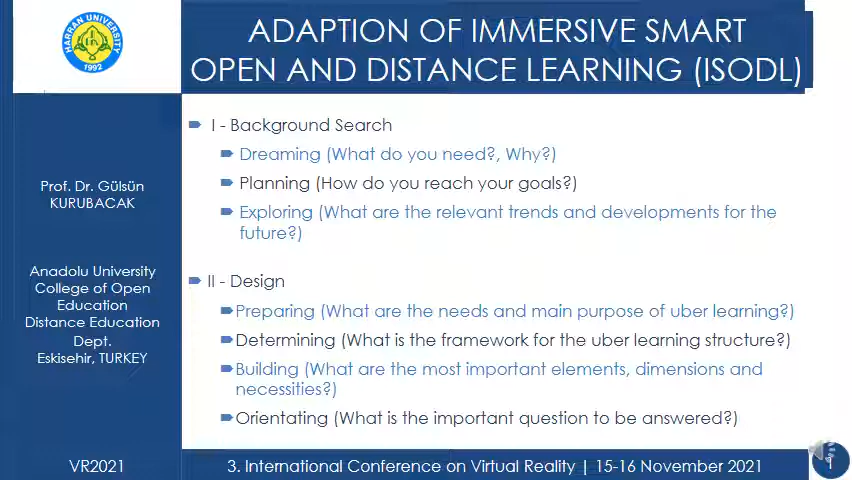 HARRAN UNIVERSITY
1992
ADAPTION OF IMMERSIVE SMART
OPEN AND DISTANCE LEARNING (ISODL)
Prof. Dr. Gülsün
KURUBACAK
Anadolu University
College of Open
Education
Distance Education
Dept.
Eskisehir, TURKEY
I - Background Search
Dreaming (What do you need?, Why?)
Planning (How do you reach your goals?)
Exploring (What are the relevant trends and developments for the
future?)
II - Design
Preparing (What are the needs and main purpose of uber learning?)
Determining (What is the framework for the uber learning structure?)
Building (What are the most important elements, dimensions and
necessities?)
Orientating (What is the important question to be answered?)
VR2021
3. International Conference on Virtual Reality | 15-16 November 2021